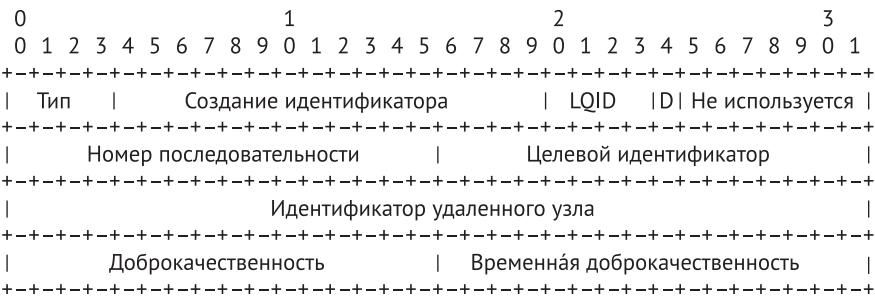 0 1 2 3
0 1 2 3 4 5 6 7 8 9 0 1 2 3 4 5 6 7 8 9 0 1 2 3 4 5 6 7 8 9 0 1
+-+-+-+-+-+-+-+-+-+-+-+-+-+-+-+-+-+-+-+-+-+-+-+-+-+-+-+-+-+-+-+-+
| Тип | Создание идентификатора | LQID |D| Не используется |
+-+-+-+-+-+-+-+-+-+-+-+-+-+-+-+-+-+-+-+-+-+-+-+-+-+-+-+-+-+-+-+-+
| Номер последовательности | Целевой идентификатор |
+-+-+-+-+-+-+-+-+-+-+-+-+-+-+-+-+-+-+-+-+-+-+-+-+-+-+-+-+-+-+-+-+
| Идентификатор удаленного узла |
+-+-+-+-+-+-+-+-+-+-+-+-+-+-+-+-+-+-+-+-+-+-+-+-+-+-+-+-+-+-+-+-+
| Доброкачественность | Временна́я доброкачественность |
+-+-+-+-+-+-+-+-+-+-+-+-+-+-+-+-+-+-+-+-+-+-+-+-+-+-+-+-+-+-+-+-+